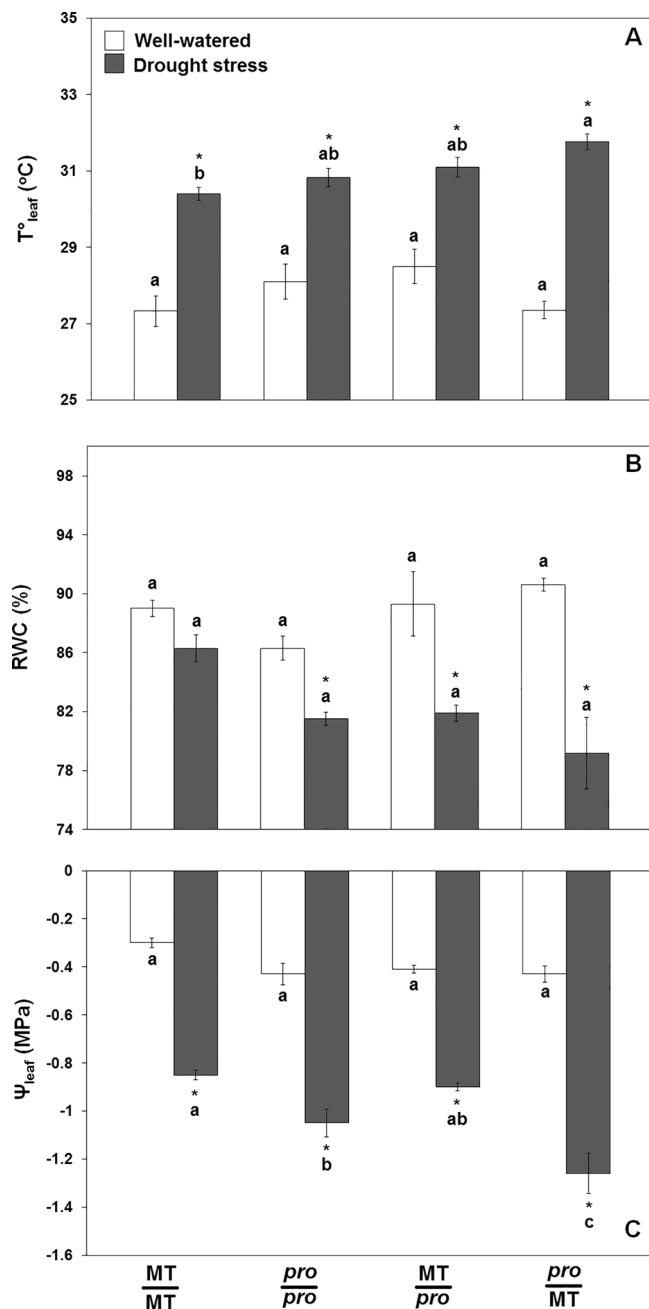 A
Well-watered
Drought stress
T°leaf (°C)
35
33
31
29
27
25
a
*
b
a
*
ab
a
*
ab
a
*
a
B
RWC (%)
98
94
90
86
82
78
74
a
a
a
*
a
a
*
a
a
*
a
Ψleaf (MPa)
0
-0.2
-0.4
-0.6
-0.8
-1
-1.2
-1.4
-1.6
a
*
a
a
*
b
a
*
ab
a
*
c
C
MT
MT
pro
pro
MT
pro
pro
MT